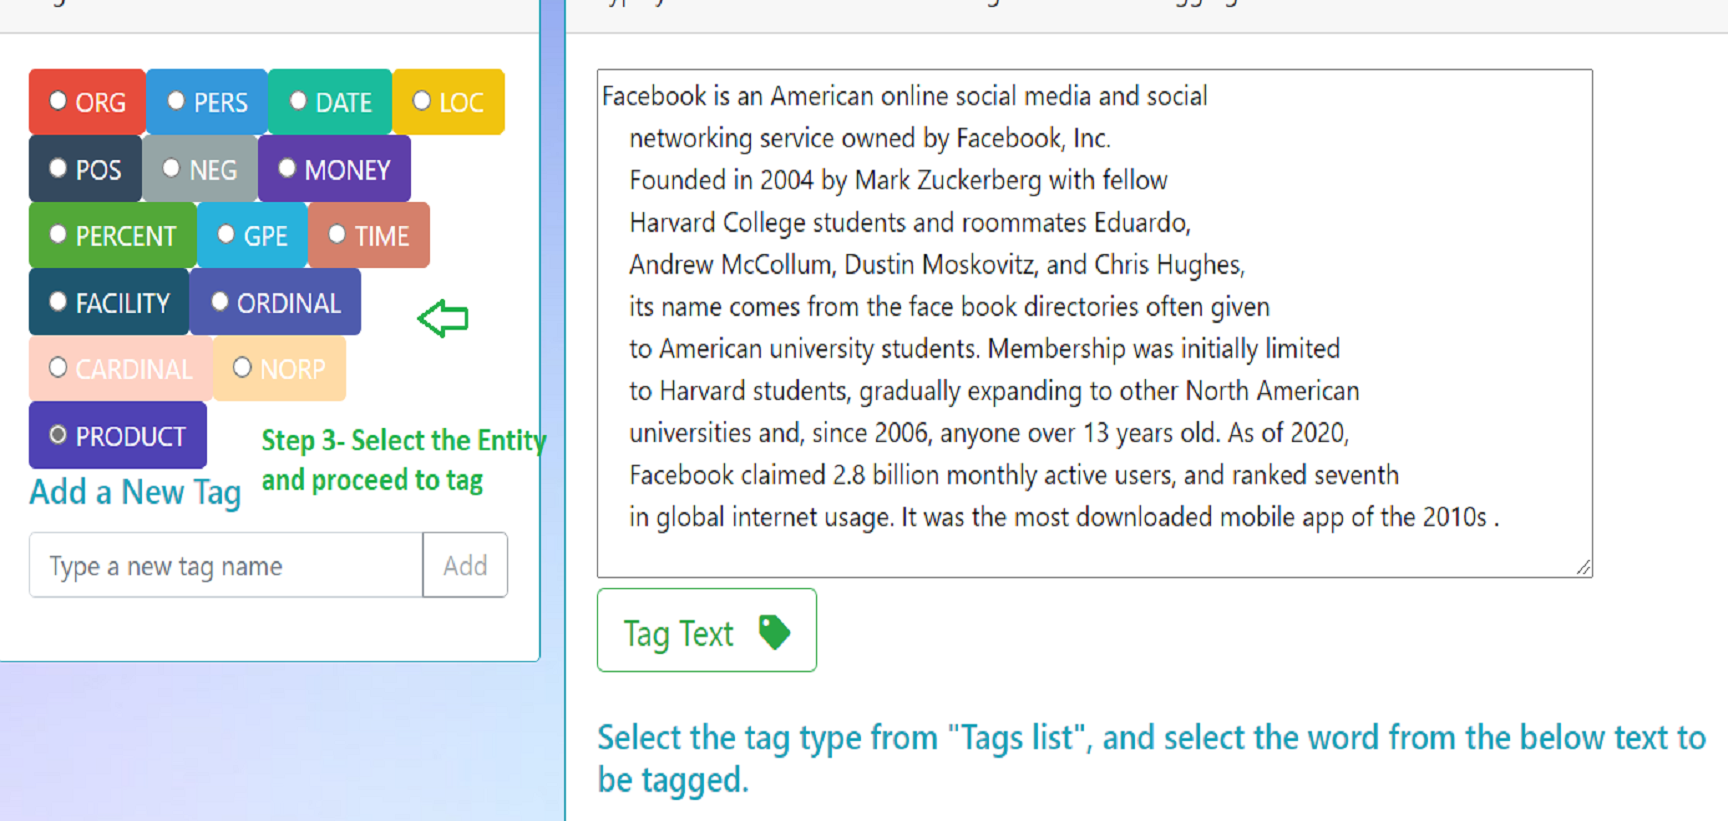 ORG PERS DATE LOC
POS NEG MONEY
PERCENT GPE TIME
FACILITY ORDINAL
CARDINAL NORP
PRODUCT
Step 3- Select the Entity
and proceed to tag
Add a New Tag
Type a new tag name Add
Facebook is an American online social media and social
networking service owned by Facebook, Inc.
Founded in 2004 by Mark Zuckerberg with fellow
Harvard College students and roommates Eduardo,
Andrew McCollum, Dustin Moskovitz, and Chris Hughes,
its name comes from the face book directories often given
to American university students. Membership was initially limited
to Harvard students, gradually expanding to other North American
universities and, since 2006, anyone over 13 years old. As of 2020,
Facebook claimed 2.8 billion monthly active users, and ranked seventh
in global internet usage. It was the most downloaded mobile app of the 2010s .
Tag Text
Select the tag type from "Tags list", and select the word from the below text to
be tagged.